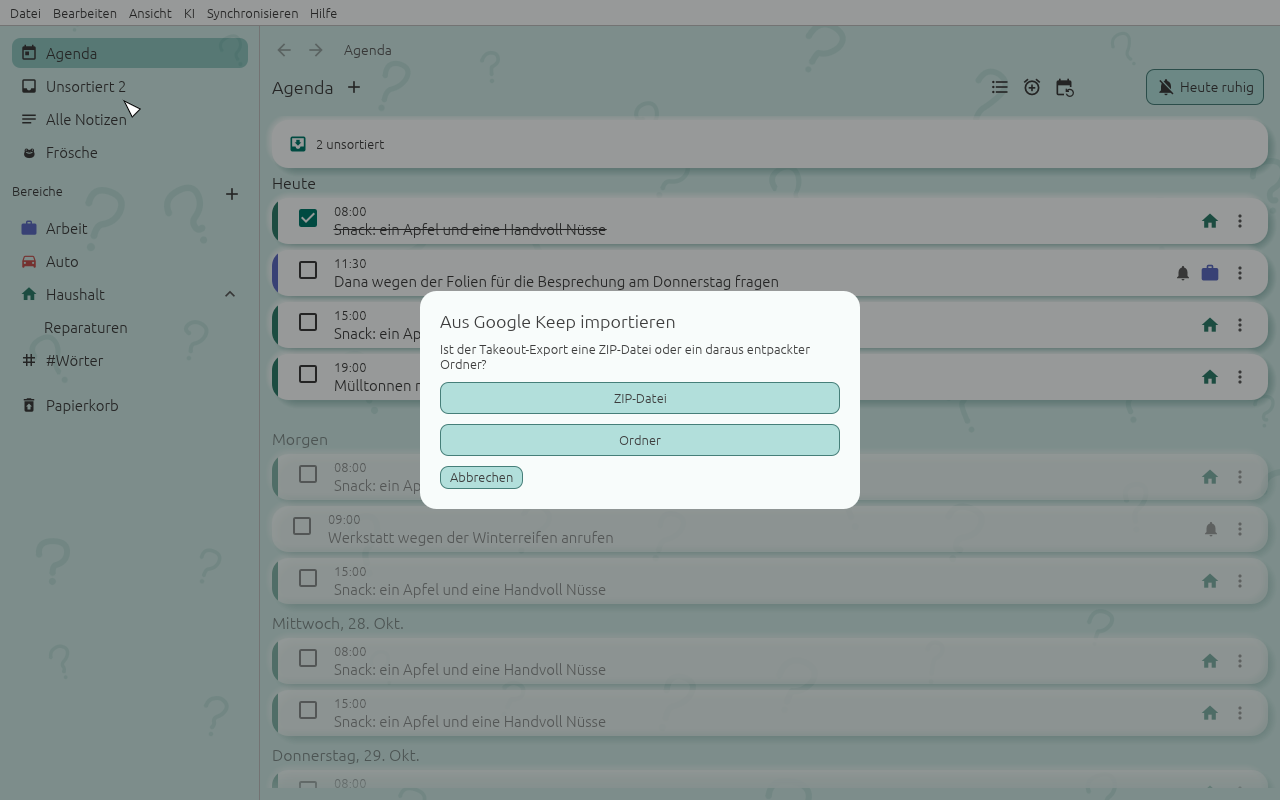 Datei Bearbeiten Ansicht KI Synchronisieren Hilfe
Agenda
Unsortiert 2
Alle Notizen
Frösche
Bereiche
Arbeit
Auto
Haushalt
Reparaturen
#Wörter
Papierkorb
Agenda
Agenda
Heute ruhig
2 unsortiert
Heute
08:00
Snack: ein Apfel und eine Handvoll Nüsse
11:30
Dana wegen der Folien für die Besprechung am Donnerstag fragen
15:00
Snack: ein Ap
19:00
Mülltonnen
Aus Google Keep importieren
Ist der Takeout-Export eine ZIP-Datei oder ein daraus entpackter
Ordner?
ZIP-Datei
Ordner
Abbrechen
Morgen
08:00
Snack: ein Ap
09:00
Werkstatt wegen der Winterreifen anrufen
15:00
Snack: ein Apfel und eine Handvoll Nüsse
Mittwoch, 28. Okt.
08:00
Snack: ein Apfel und eine Handvoll Nüsse
15:00
Snack: ein Apfel und eine Handvoll Nüsse
Donnerstag, 29. Okt.
08:00